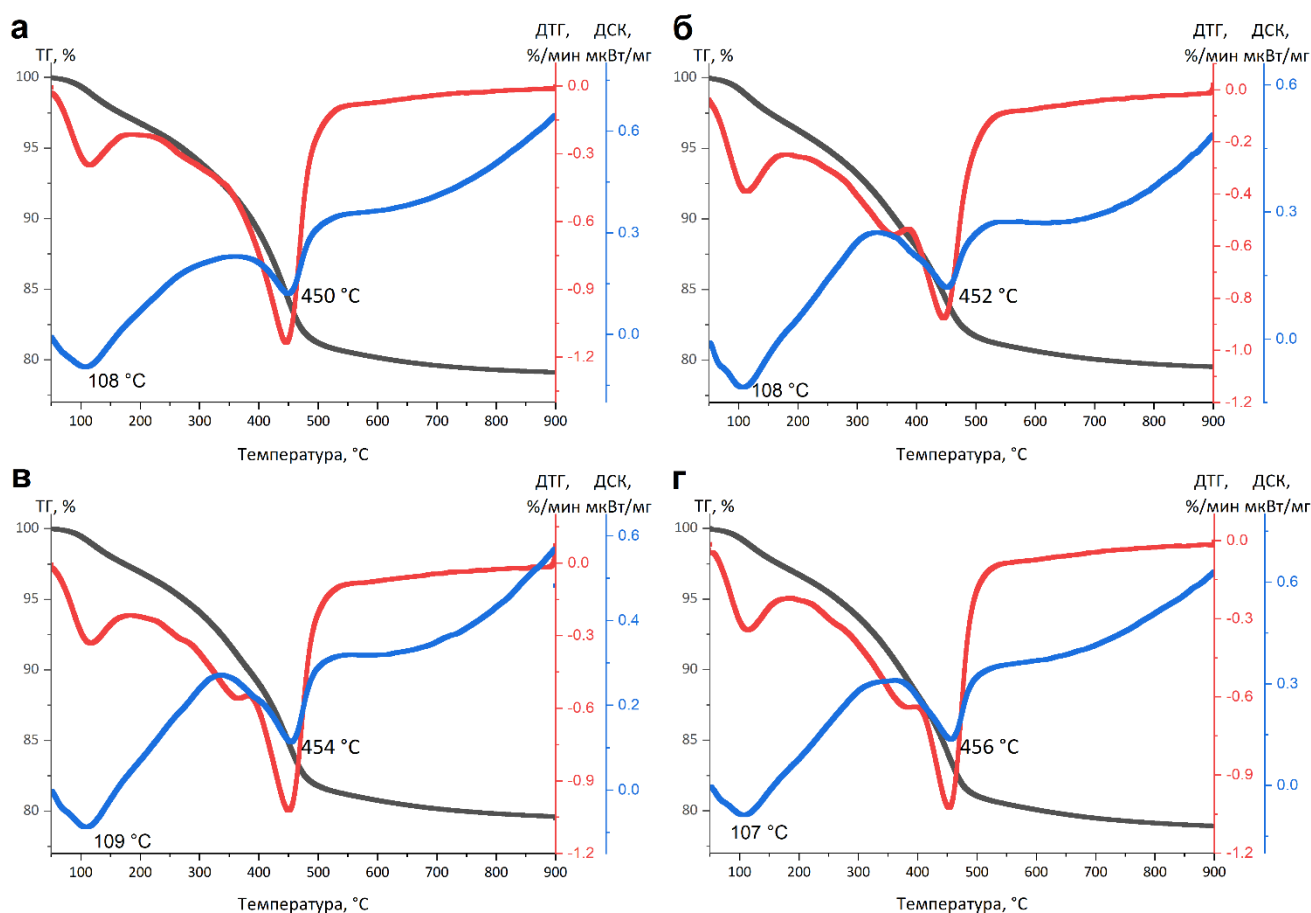 а
ТГ, %
ДТГ, ДСК,
%/мин мкВт/мг
100
95
90
85
80
0.0
-0.3
-0.6
-0.9
-1.2
0.6
0.3
0.0
450 °C
108 °C
100 200 300 400 500 600 700 800 900
Температура, °C
б
ТГ, %
ДТГ, ДСК,
%/мин мкВт/мг
100
95
90
85
80
0.0
-0.2
-0.4
-0.6
-0.8
-1.0
-1.2
0.6
0.3
0.0
452 °C
108 °C
100 200 300 400 500 600 700 800 900
Температура, °C
в
ТГ, %
ДТГ, ДСК,
%/мин мкВт/мг
100
95
90
85
80
0.0
-0.3
-0.6
-0.9
-1.2
0.6
0.4
0.2
0.0
454 °C
109 °C
100 200 300 400 500 600 700 800 900
Температура, °C
г
ТГ, %
ДТГ, ДСК,
%/мин мкВт/мг
100
95
90
85
80
0.0
-0.3
-0.6
-0.9
-1.2
0.6
0.3
0.0
456 °C
107 °C
100 200 300 400 500 600 700 800 900
Температура, °C